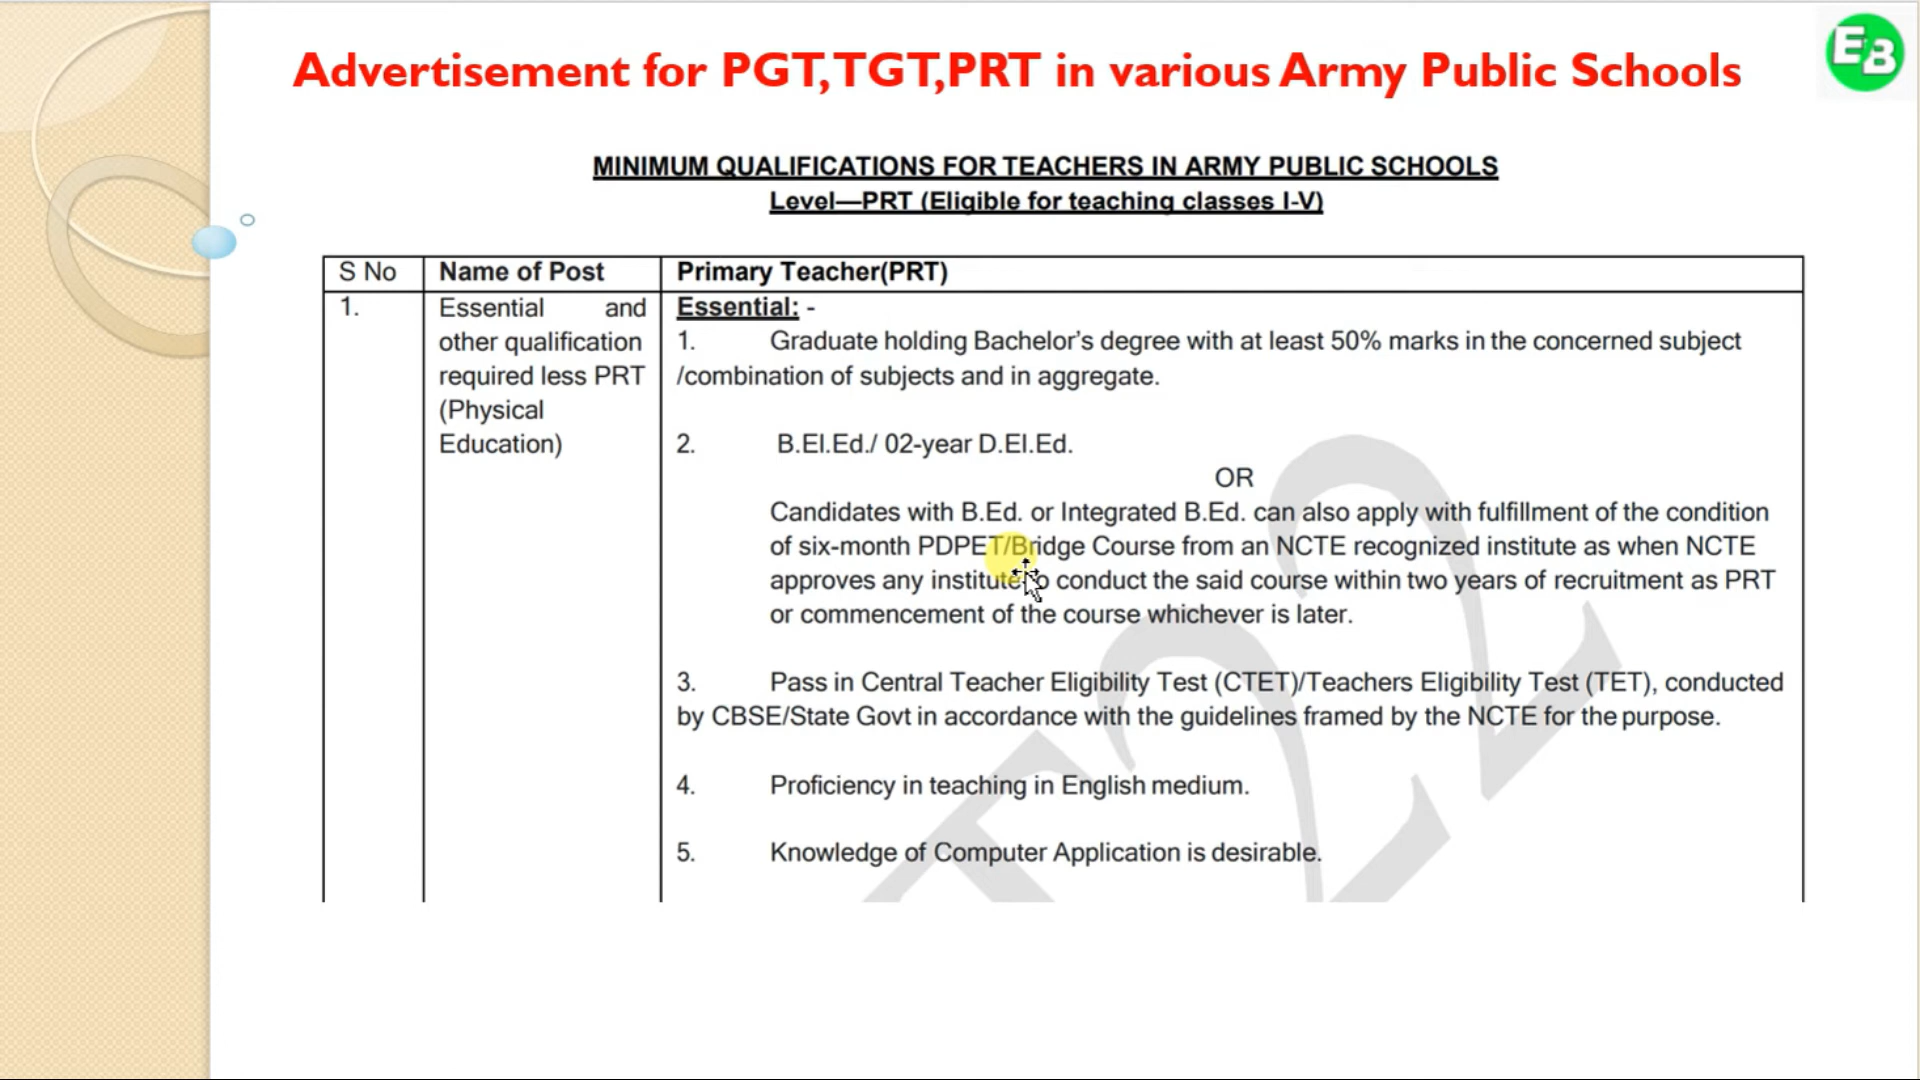 Advertisement for PGT,TGT,PRT in various Army Public Schools
EB
MINIMUM QUALIFICATIONS FOR TEACHERS IN ARMY PUBLIC SCHOOLS
Level—PRT (Eligible for teaching classes I-V)
S No
Name of Post
Primary Teacher(PRT)
1.
Essential and
other qualification
required less PRT
(Physical
Education)
Essential: -
1. Graduate holding Bachelor's degree with at least 50% marks in the concerned subject
/combination of subjects and in aggregate.
2. B.El.Ed./ 02-year D.El.Ed.
OR
Candidates with B.Ed. or Integrated B.Ed. can also apply with fulfillment of the condition
of six-month PDPET/Bridge Course from an NCTE recognized institute as when NCTE
approves any institute to conduct the said course within two years of recruitment as PRT
or commencement of the course whichever is later.
3. Pass in Central Teacher Eligibility Test (CTET)/Teachers Eligibility Test (TET), conducted
by CBSE/State Govt in accordance with the guidelines framed by the NCTE for the purpose.
4. Proficiency in teaching in English medium.
5. Knowledge of Computer Application is desirable.